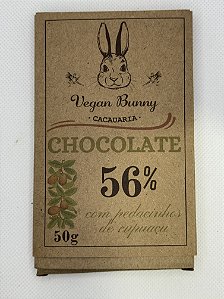 Vegan Bunny
· CACAUARIA ·
CHOCOLATE
56%
com pedacinhos
de cupuaçu
50g